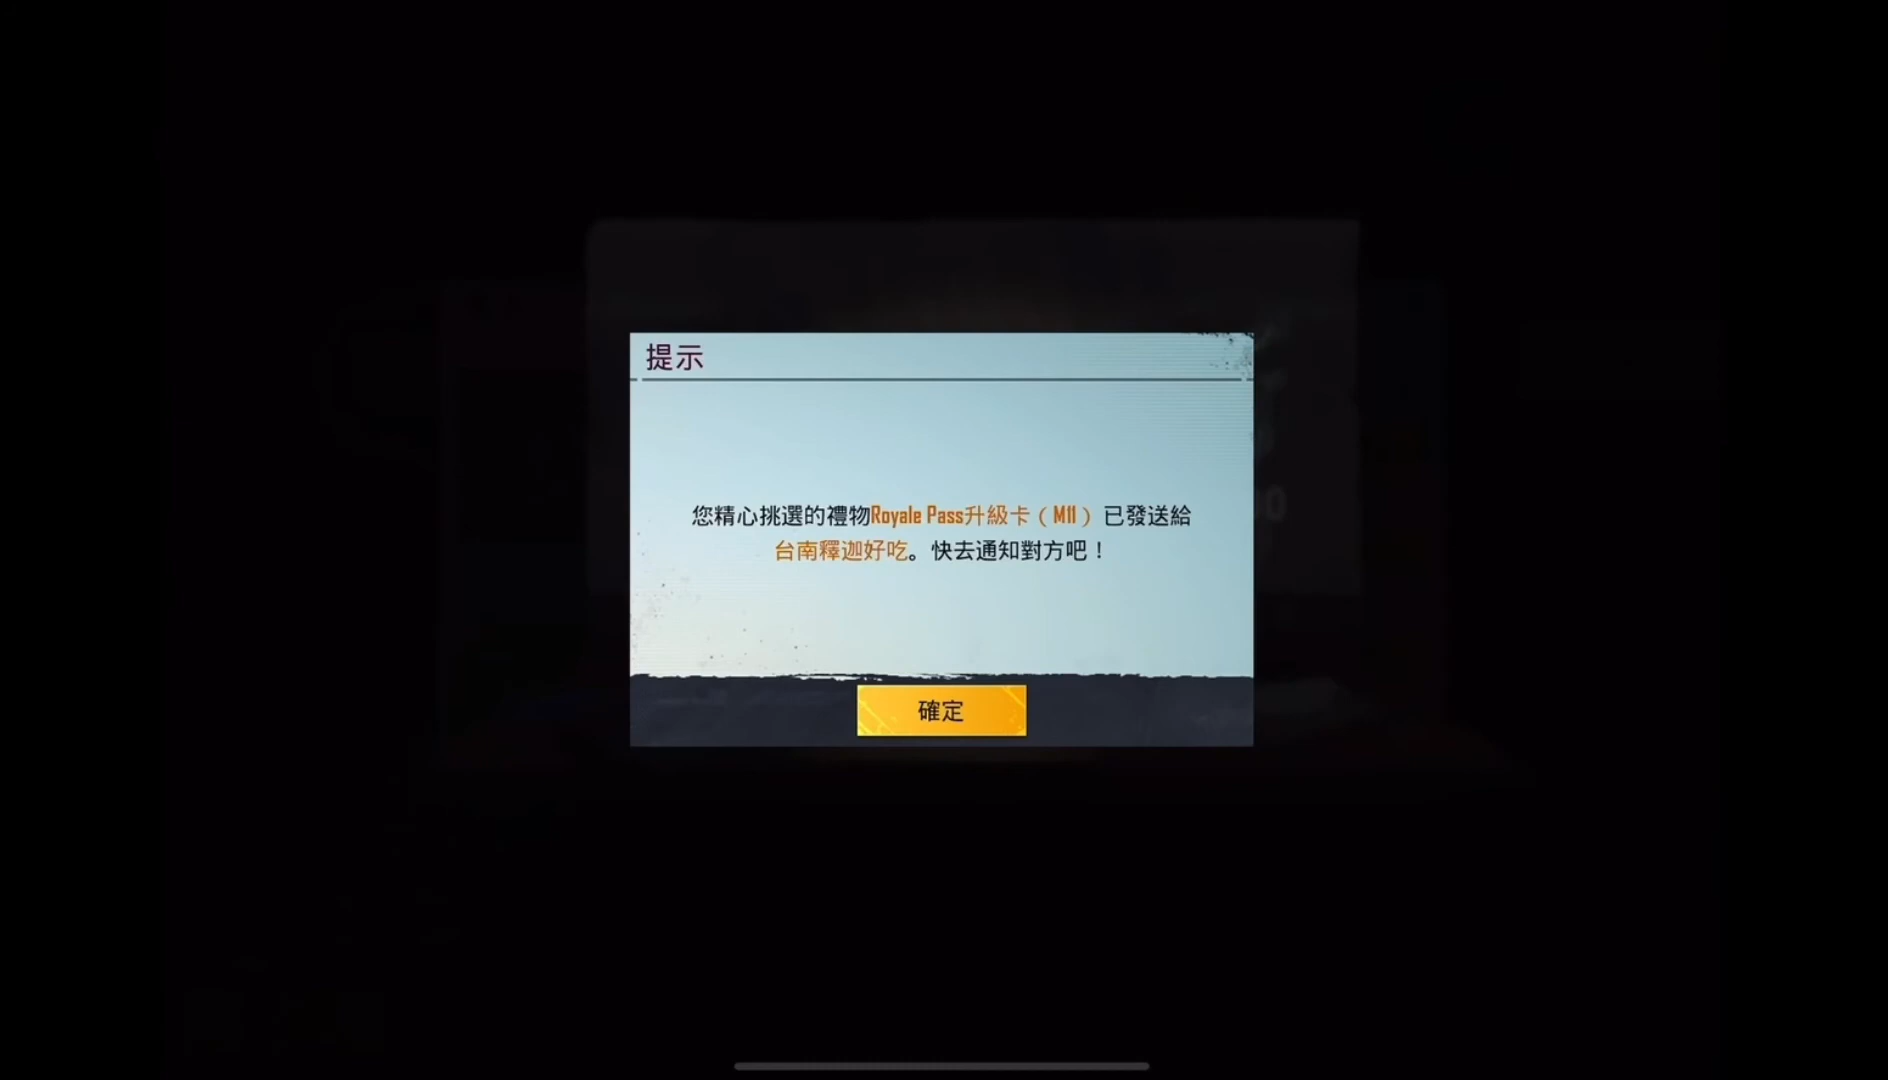 提示
您精心挑選的禮物Royale Pass升級卡（M11）已發送給
台南釋迦好吃。快去通知對方吧！
確定